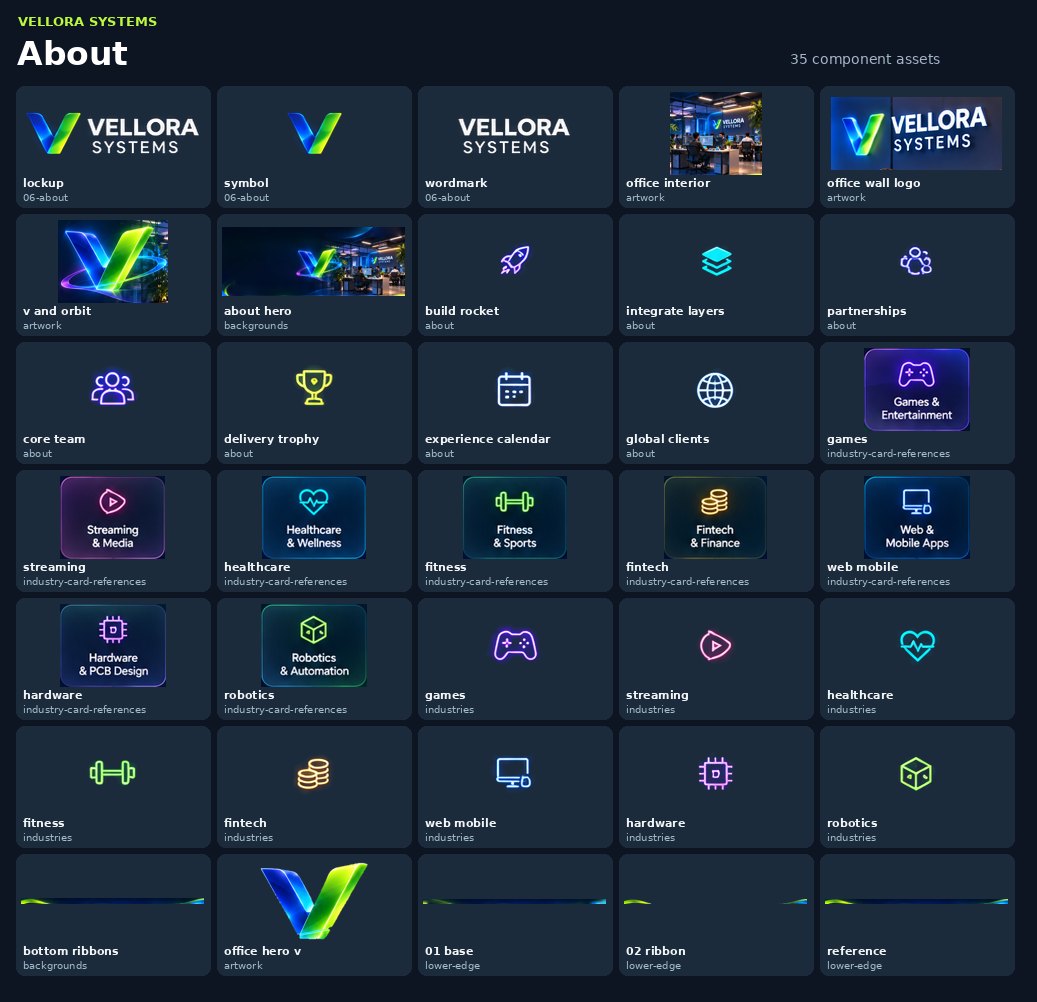 VELLORA SYSTEMS
About
35 component assets
VELLORA
SYSTEMS
lockup
06-about
symbol
06-about
VELLORA
SYSTEMS
wordmark
06-about
VELLORA
SYSTEMS
office interior
artwork
VELLORA
SYSTEMS
office wall logo
artwork
v and orbit
artwork
VELLORA
SYSTEMS
about hero
backgrounds
build rocket
about
integrate layers
about
partnerships
about
core team
about
delivery trophy
about
experience calendar
about
global clients
about
Games &
Entertainment
games
industry-card-references
Streaming
& Media
streaming
industry-card-references
Healthcare
& Wellness
healthcare
industry-card-references
Fitness
& Sports
fitness
industry-card-references
Fintech
& Finance
fintech
industry-card-references
Web &
Mobile Apps
web mobile
industry-card-references
Hardware
& PCB Design
hardware
industry-card-references
Robotics
& Automation
robotics
industry-card-references
games
industries
streaming
industries
healthcare
industries
fitness
industries
fintech
industries
web mobile
industries
hardware
industries
robotics
industries
bottom ribbons
backgrounds
office hero v
artwork
01 base
lower-edge
02 ribbon
lower-edge
reference
lower-edge